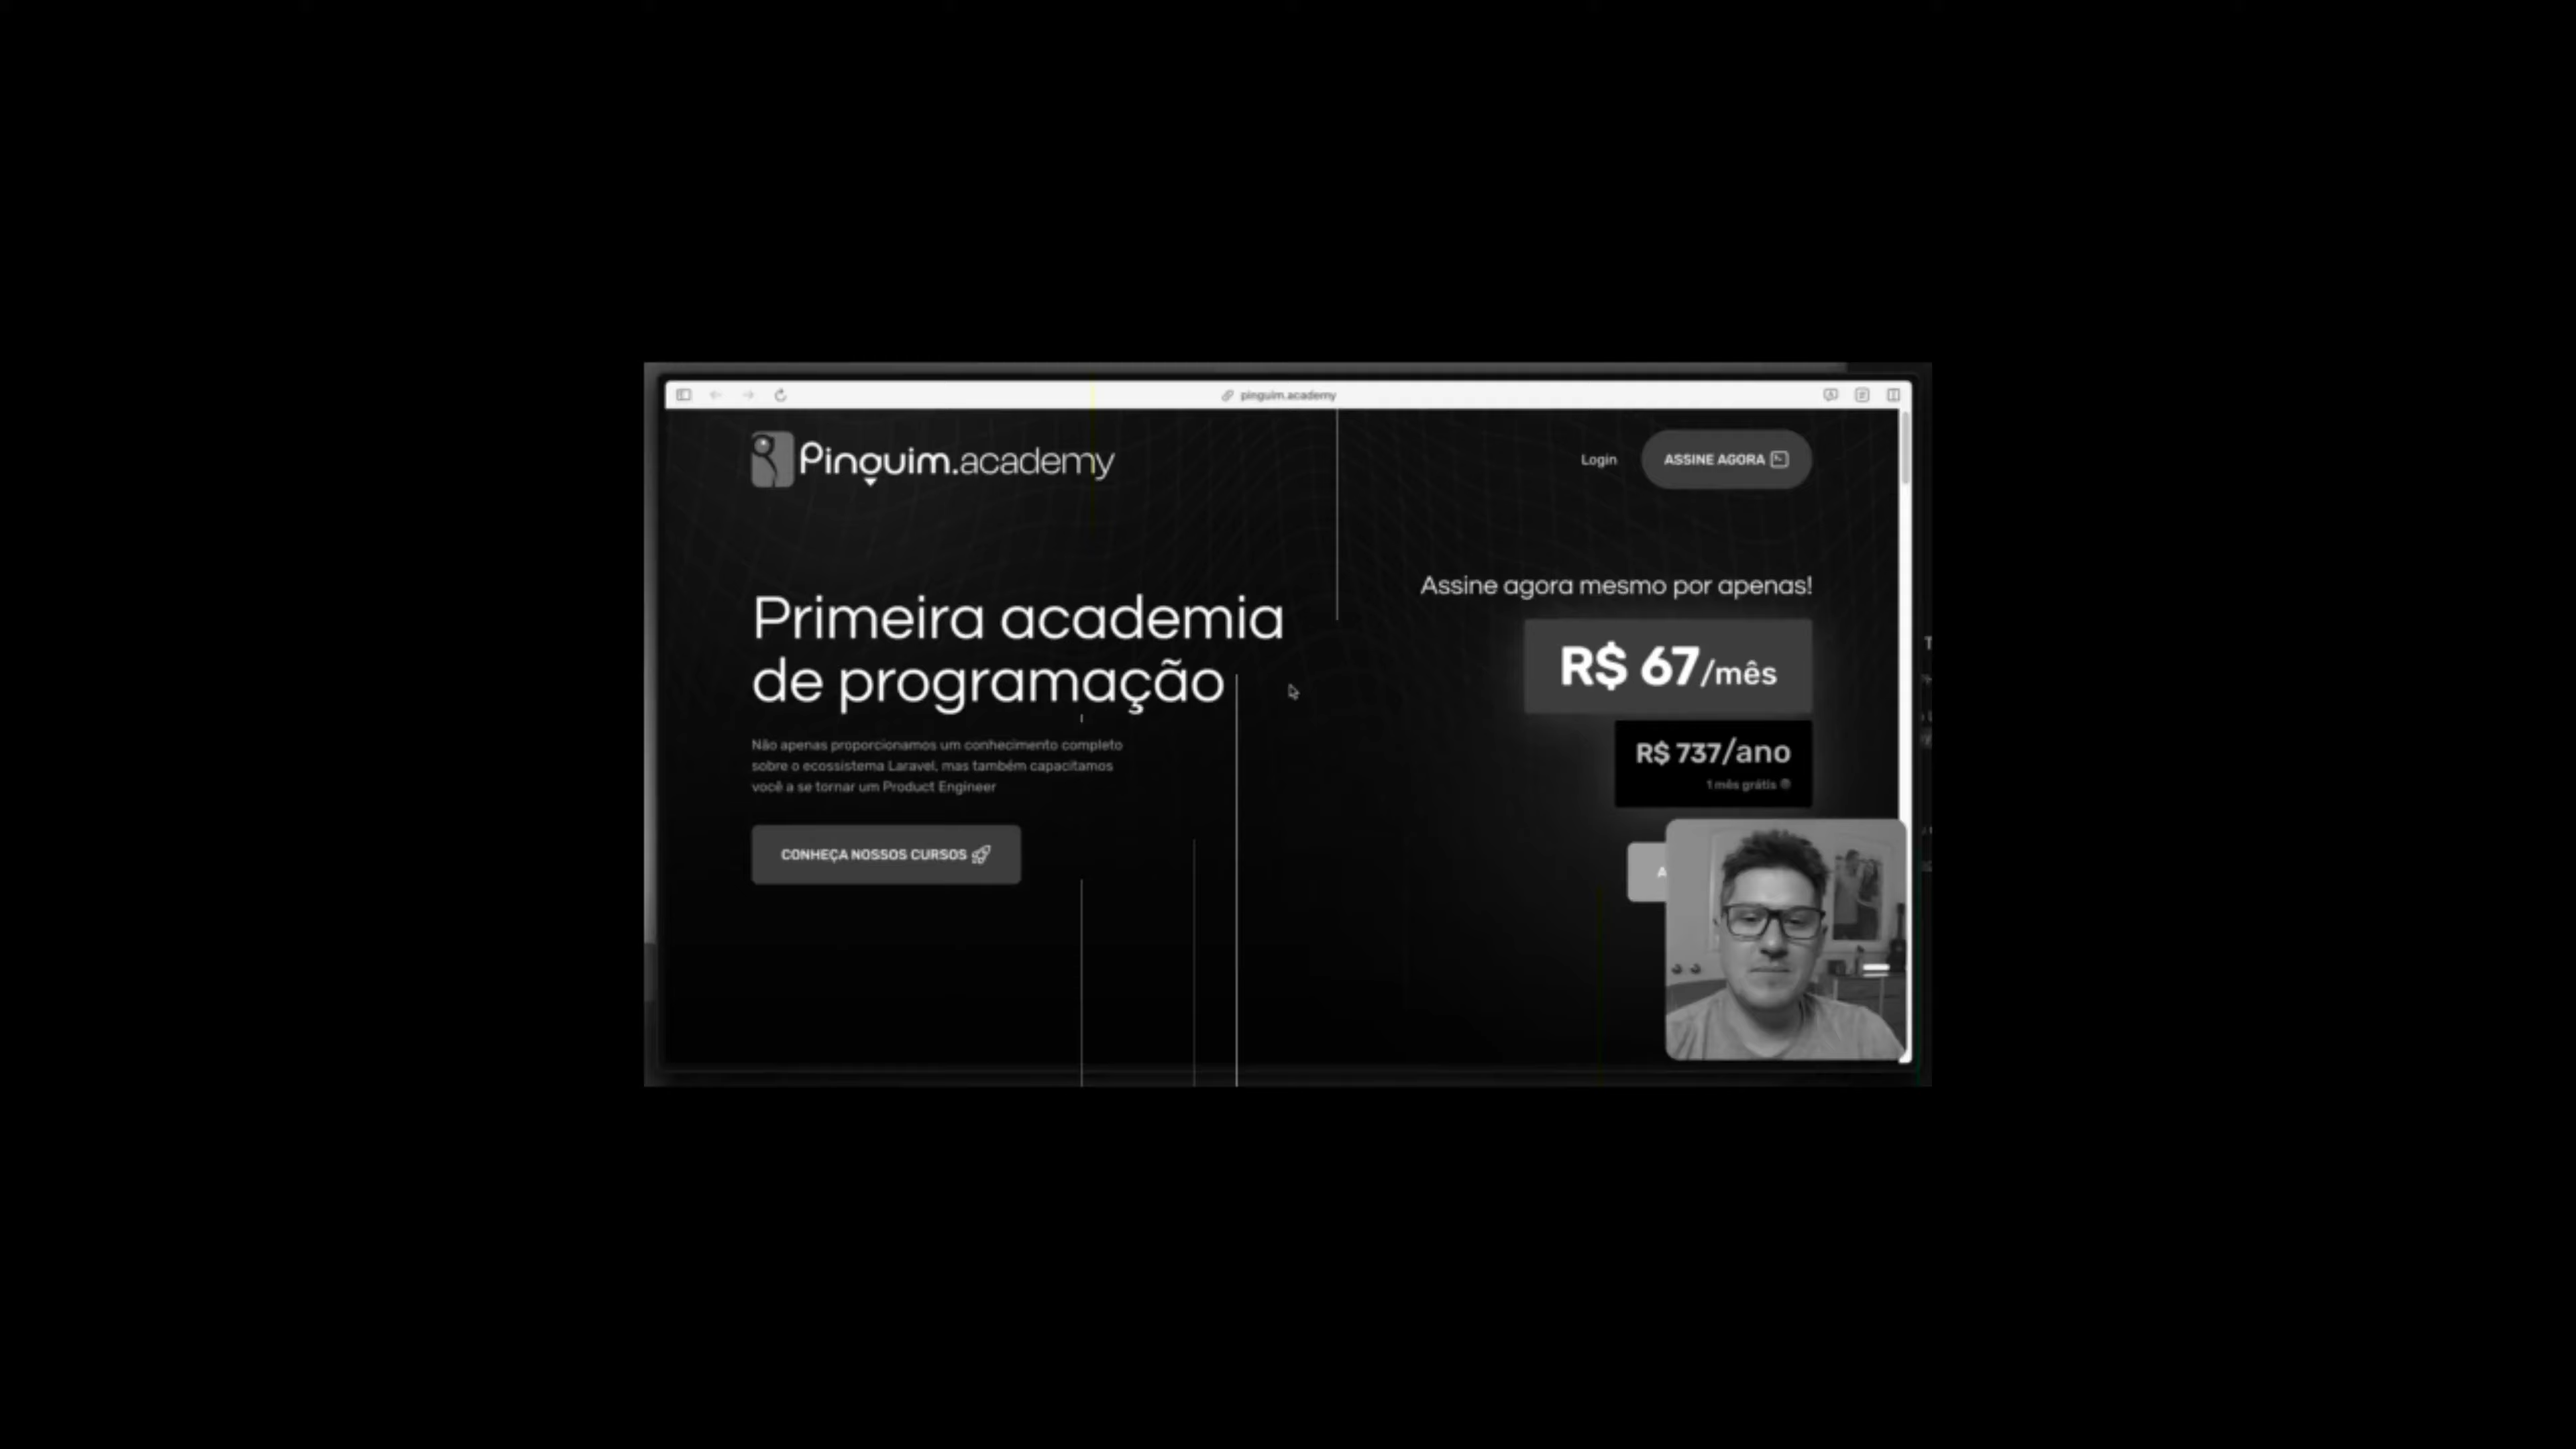 pinguim.academy
Pinguim.academy
Login
ASSINE AGORA
Primeira academia
de programação
Não apenas proporcionamos um conhecimento completo
sobre o ecossistema Laravel, mas também capacitamos
você a se tornar um Product Engineer
CONHEÇA NOSSOS CURSOS
Assine agora mesmo por apenas!
R$ 67/mês
R$ 737/ano
1 mês grátis